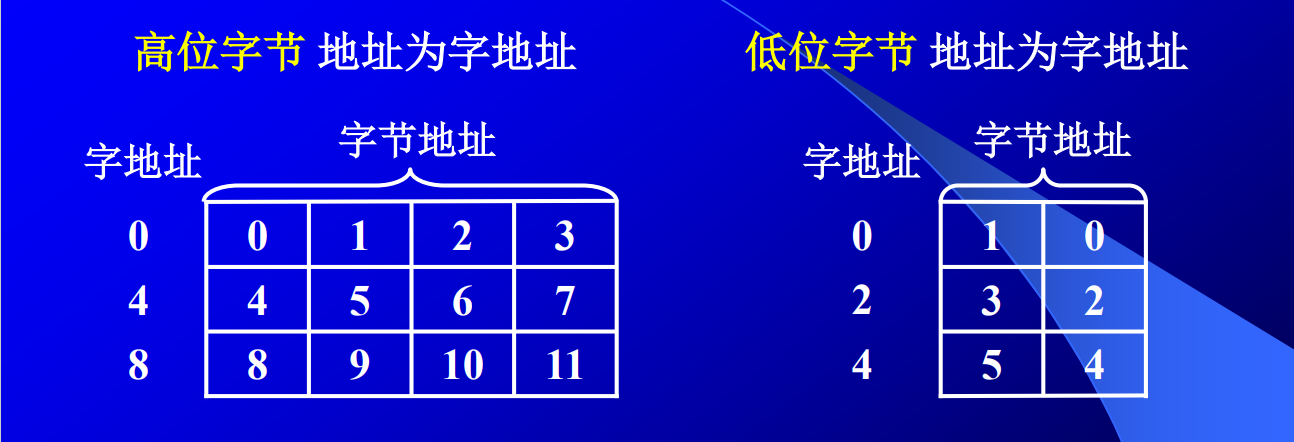 高位字节 地址为字地址
字地址
字节地址
0 0 1 2 3
4 4 5 6 7
8 8 9 10 11
低位字节 地址为字地址
字地址
字节地址
0 1 0
2 3 2
4 5 4